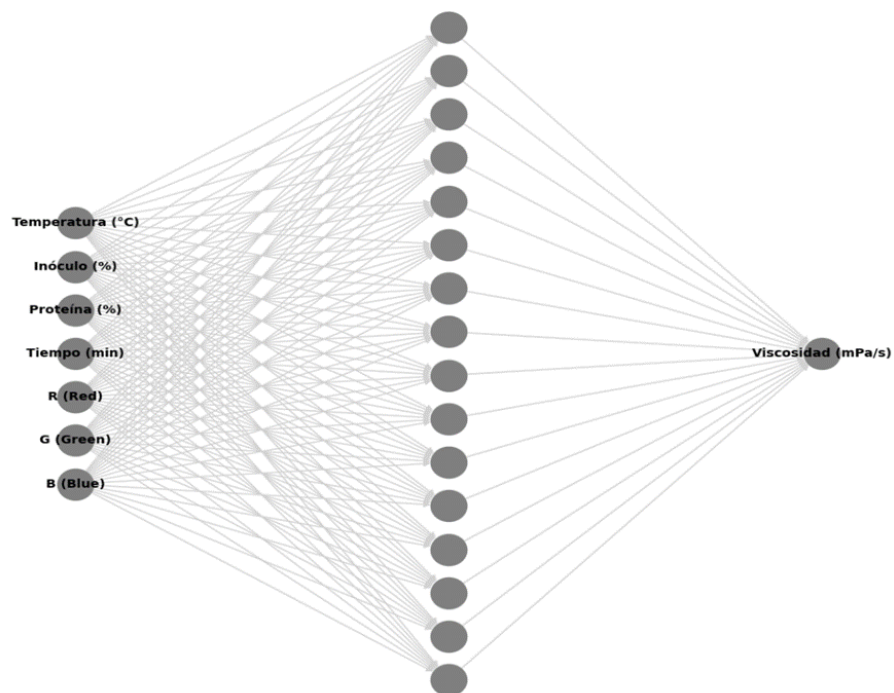 Temperatura (°C)
Inóculo (%)
Proteína (%)
Tiempo (min)
R (Red)
G (Green)
B (Blue)
Viscosidad (mPa/s)